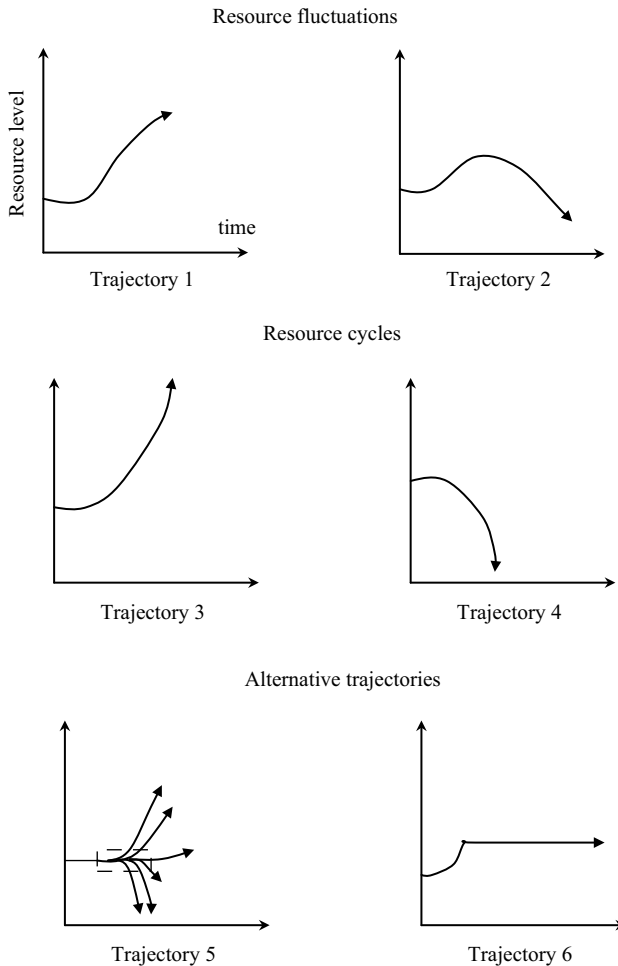 Resource fluctuations
Resource level
time
Trajectory 1
Trajectory 2
Resource cycles
Trajectory 3
Trajectory 4
Alternative trajectories
Trajectory 5
Trajectory 6